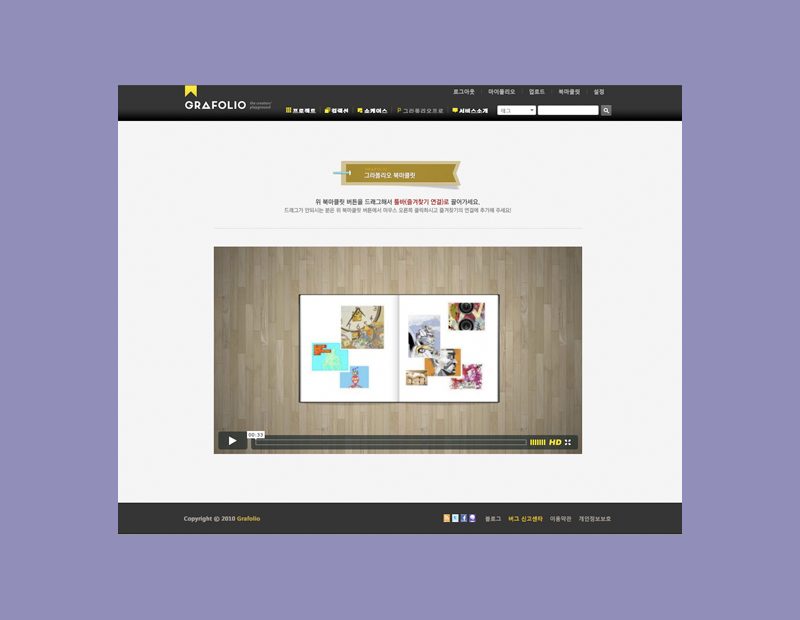 로그아웃 마이폴리오 업로드 북마클릿 설정
GRAFOLIO the creators' playground
프로젝트 컬렉션 쇼케이스 그라폴리오프로 서비스소개 태그
그라폴리오 북마클릿
위 북마클릿 버튼을 드래그해서 툴바(즐겨찾기 연결)로 끌어가세요.
드래그가 안되시는 분은 위 북마클릿 버튼에서 마우스 오른쪽 클릭하시고 즐겨찾기의 연결에 추가해 주세요!
00:33
HD
Copyright © 2010 Grafolio 블로그 버그 신고센타 이용약관 개인정보보호